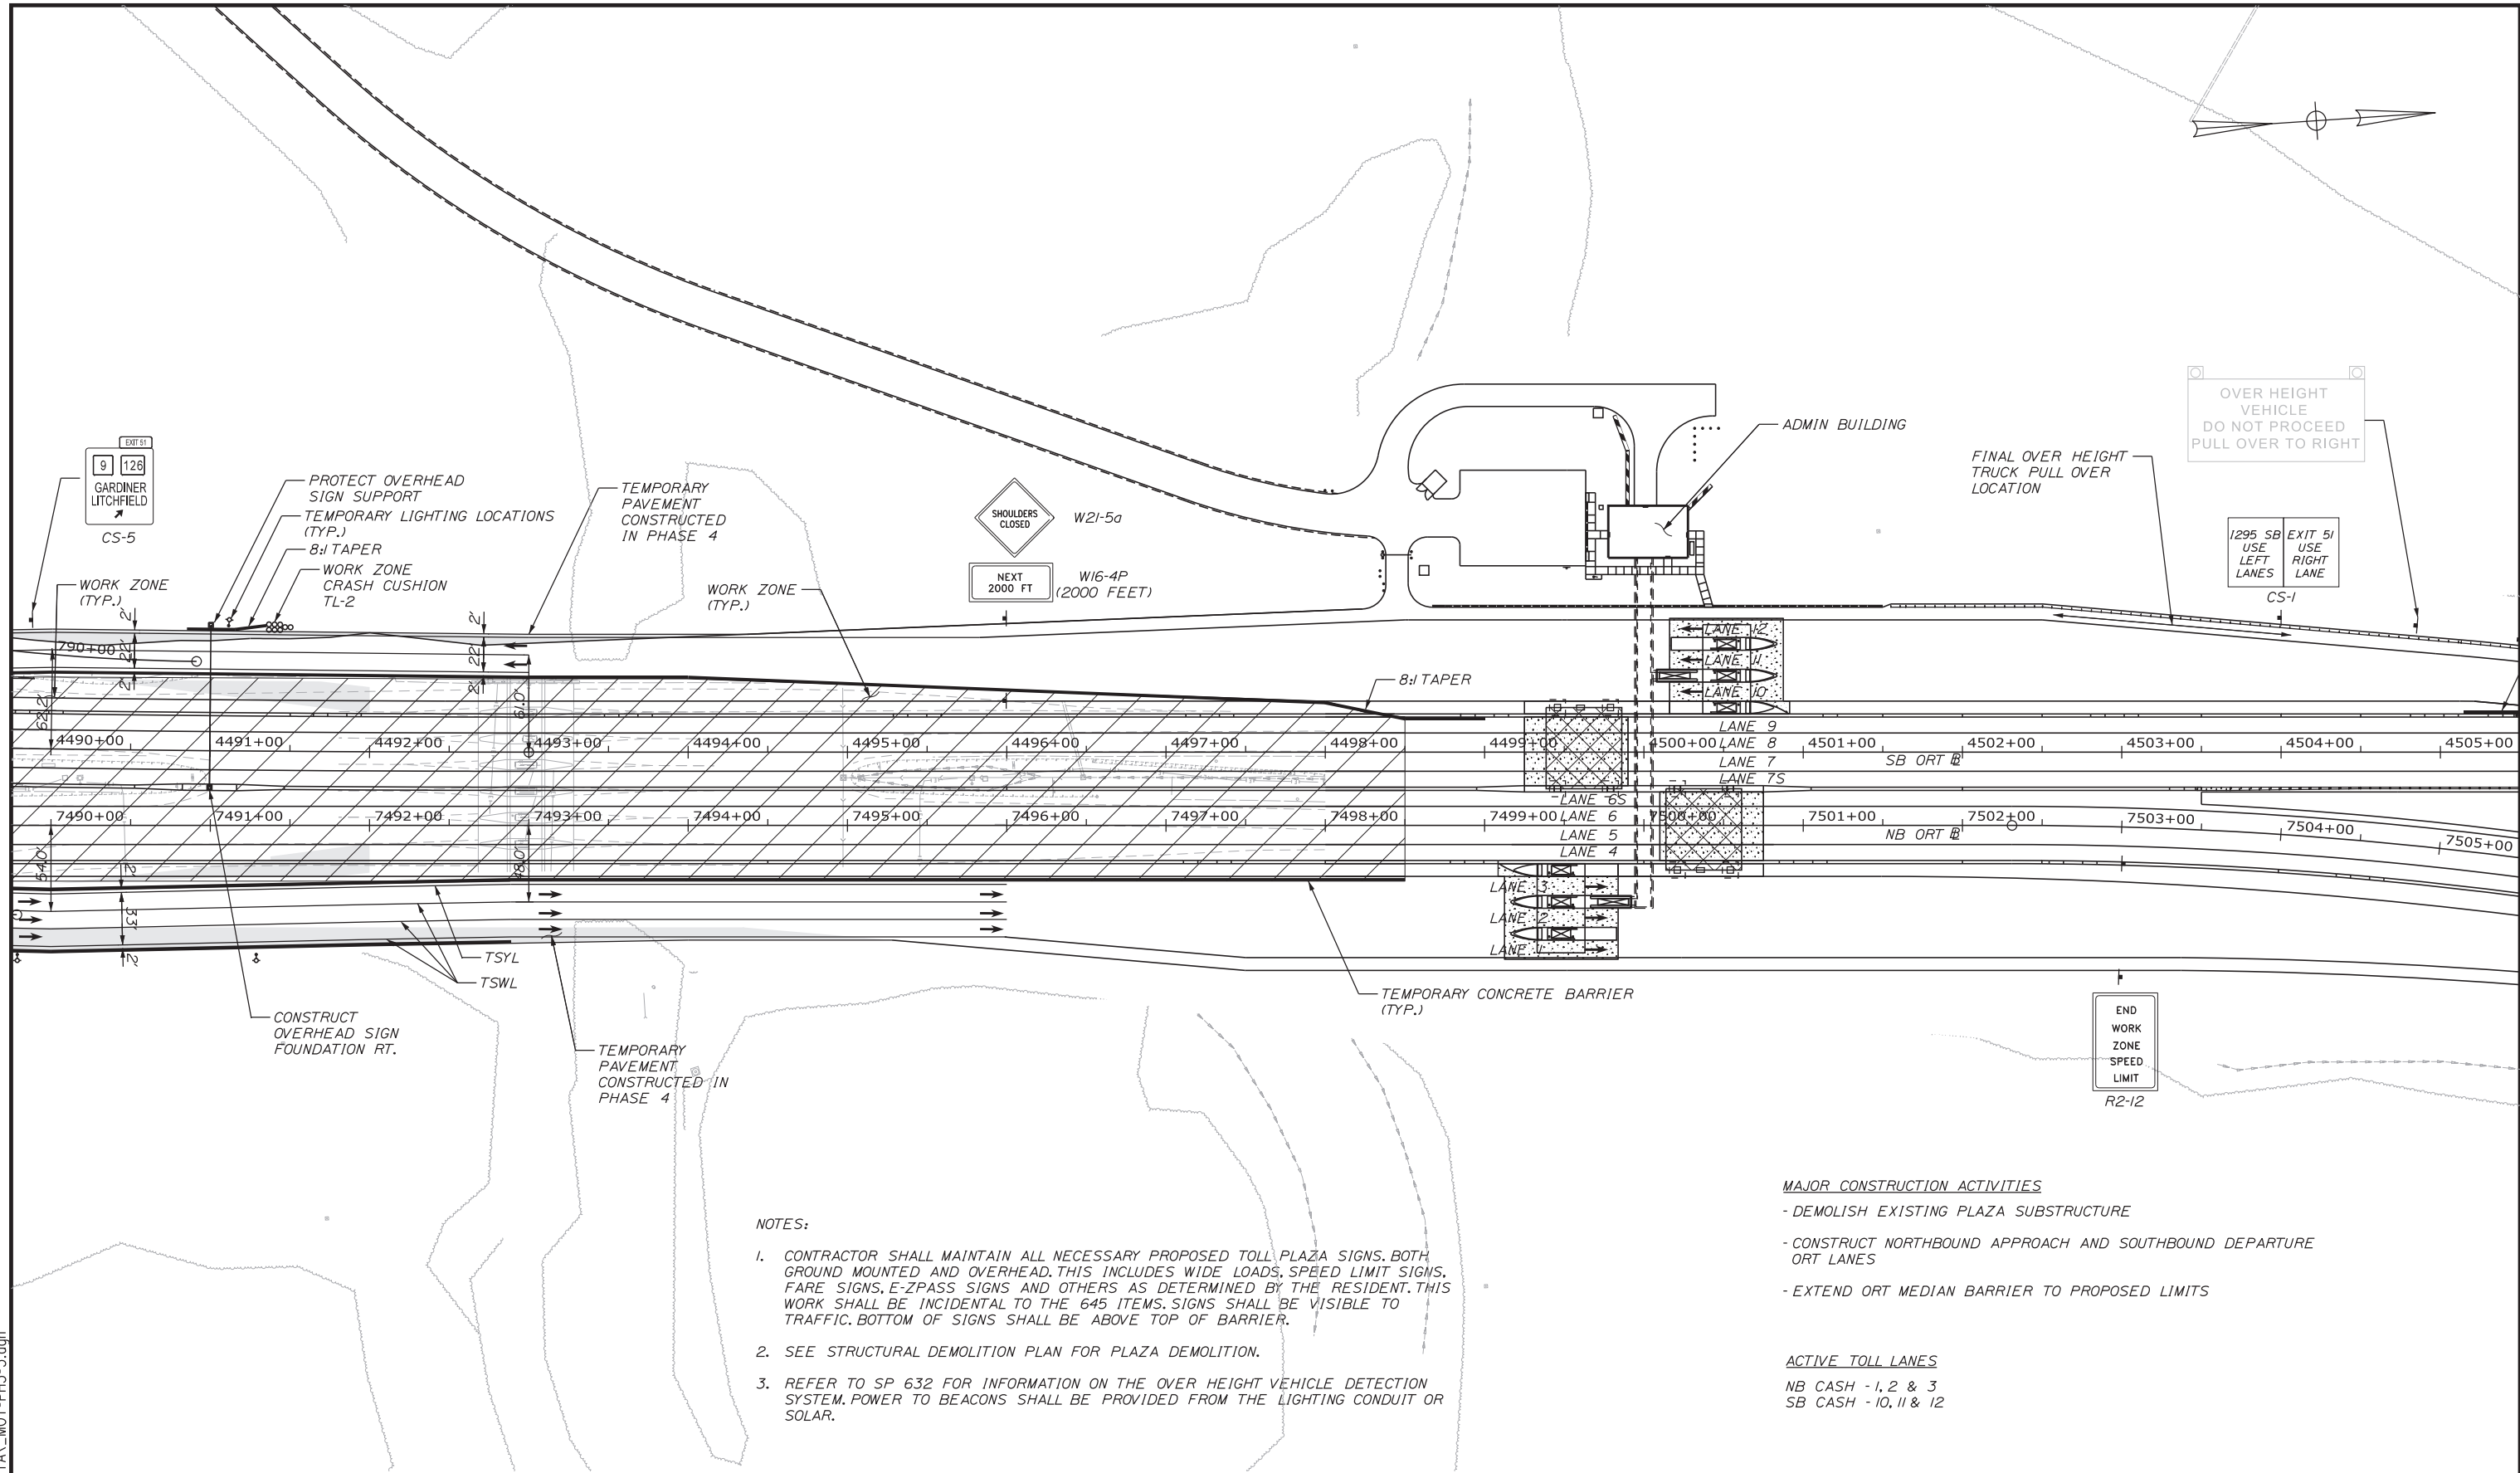 OVER HEIGHT
VEHICLE
DO NOT PROCEED
PULL OVER TO RIGHT
ADMIN BUILDING
FINAL OVER HEIGHT
TRUCK PULL OVER
LOCATION
EXIT 51
9 126
GARDINER
LITCHFIELD
CS-5
PROTECT OVERHEAD
SIGN SUPPORT
TEMPORARY LIGHTING LOCATIONS
(TYP.)
8:1 TAPER
WORK ZONE
CRASH CUSHION
TL-2
TEMPORARY
PAVEMENT
CONSTRUCTED
IN PHASE 4
SHOULDERS
CLOSED
W21-5a
NEXT
2000 FT
W16-4P
(2000 FEET)
I295 SB
USE
LEFT
LANES
EXIT 51
USE
RIGHT
LANE
CS-1
WORK ZONE
(TYP.)
WORK ZONE
(TYP.)
2'
22'
2'
2'
22'
2'
790+00
62.2'
61.0'
8:1 TAPER
LANE 12
LANE 11
LANE 10
LANE 9
LANE 8
LANE 7
LANE 7S
4490+00 4491+00 4492+00 4493+00 4494+00 4495+00 4496+00 4497+00 4498+00 4499+00 4500+00 4501+00 4502+00 4503+00 4504+00 4505+00
SB ORT B
LANE 6S
LANE 6
LANE 5
LANE 4
7490+00 7491+00 7492+00 7493+00 7494+00 7495+00 7496+00 7497+00 7498+00 7499+00 7500+00 7501+00 7502+00 7503+00 7504+00 7505+00
NB ORT B
54.0'
48.0'
2'
33'
2'
LANE 3
LANE 2
LANE 1
TSYL
TSWL
TEMPORARY CONCRETE BARRIER
(TYP.)
CONSTRUCT
OVERHEAD SIGN
FOUNDATION RT.
TEMPORARY
PAVEMENT
CONSTRUCTED IN
PHASE 4
END
WORK
ZONE
SPEED
LIMIT
R2-12
NOTES:
1. CONTRACTOR SHALL MAINTAIN ALL NECESSARY PROPOSED TOLL PLAZA SIGNS, BOTH
GROUND MOUNTED AND OVERHEAD. THIS INCLUDES WIDE LOADS, SPEED LIMIT SIGNS,
FARE SIGNS, E-ZPASS SIGNS AND OTHERS AS DETERMINED BY THE RESIDENT. THIS
WORK SHALL BE INCIDENTAL TO THE 645 ITEMS. SIGNS SHALL BE VISIBLE TO
TRAFFIC. BOTTOM OF SIGNS SHALL BE ABOVE TOP OF BARRIER.
2. SEE STRUCTURAL DEMOLITION PLAN FOR PLAZA DEMOLITION.
3. REFER TO SP 632 FOR INFORMATION ON THE OVER HEIGHT VEHICLE DETECTION
SYSTEM. POWER TO BEACONS SHALL BE PROVIDED FROM THE LIGHTING CONDUIT OR
SOLAR.
MAJOR CONSTRUCTION ACTIVITIES
- DEMOLISH EXISTING PLAZA SUBSTRUCTURE
- CONSTRUCT NORTHBOUND APPROACH AND SOUTHBOUND DEPARTURE
ORT LANES
- EXTEND ORT MEDIAN BARRIER TO PROPOSED LIMITS
ACTIVE TOLL LANES
NB CASH - 1, 2 & 3
SB CASH - 10, 11 & 12